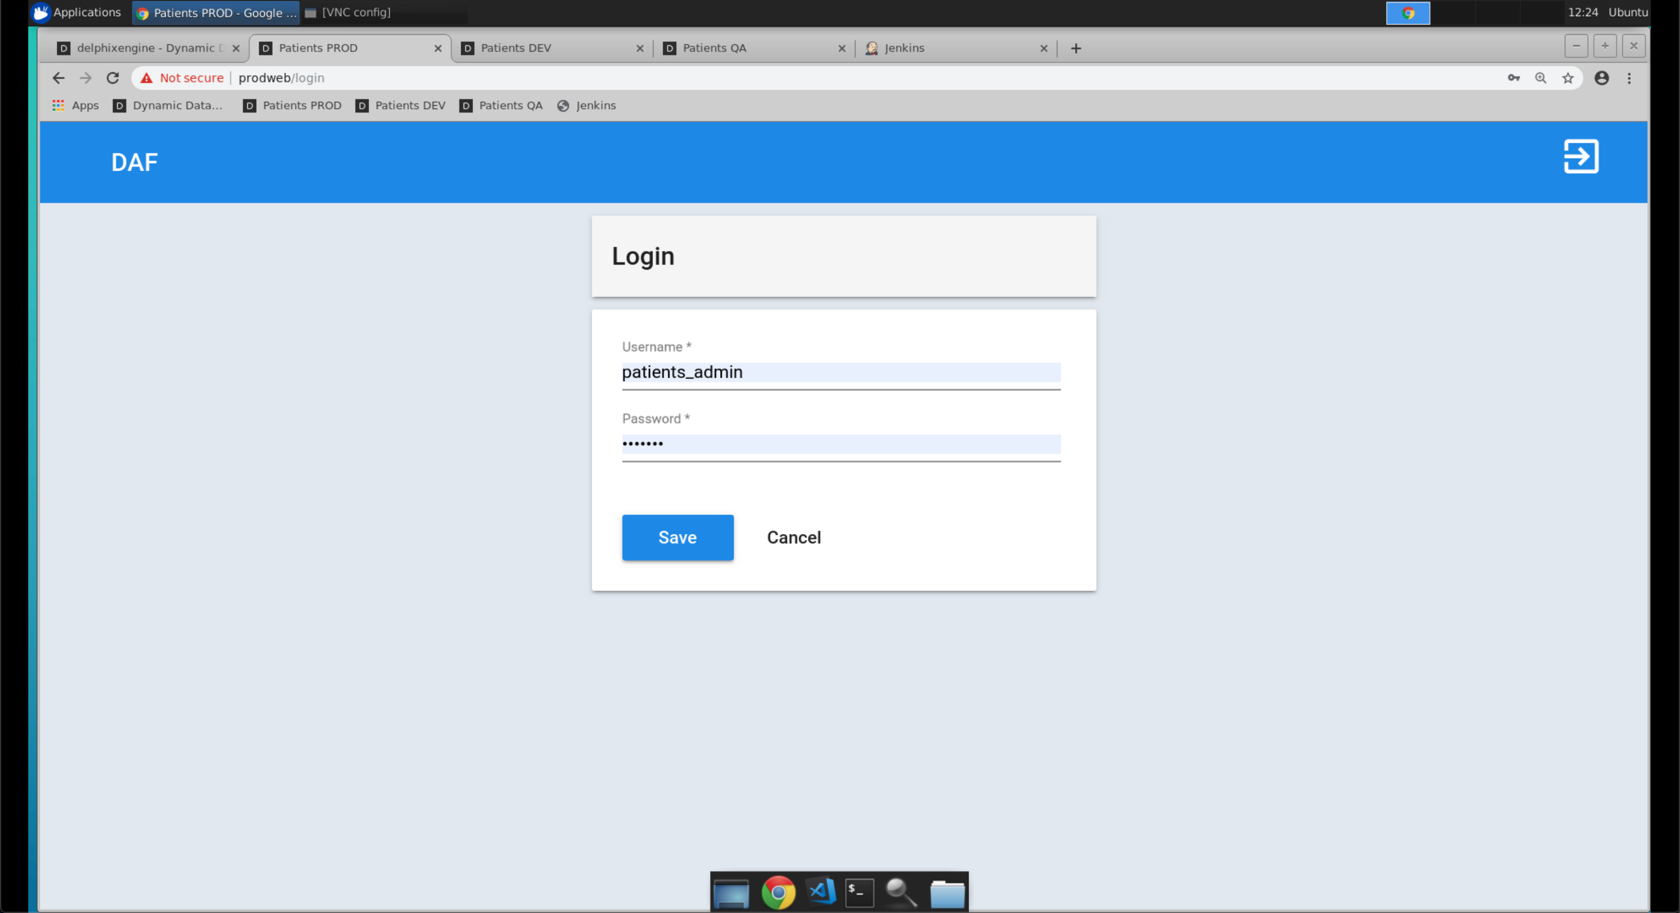 Applications Patients PROD - Google ... [VNC config] 12:24 Ubuntu
delphixengine - Dynamic Patients PROD Patients DEV Patients QA Jenkins
Not secure prodweb/login
Apps Dynamic Data... Patients PROD Patients DEV Patients QA Jenkins
DAF
Login
Username *
patients_admin
Password *
•••••••
Save Cancel
$_